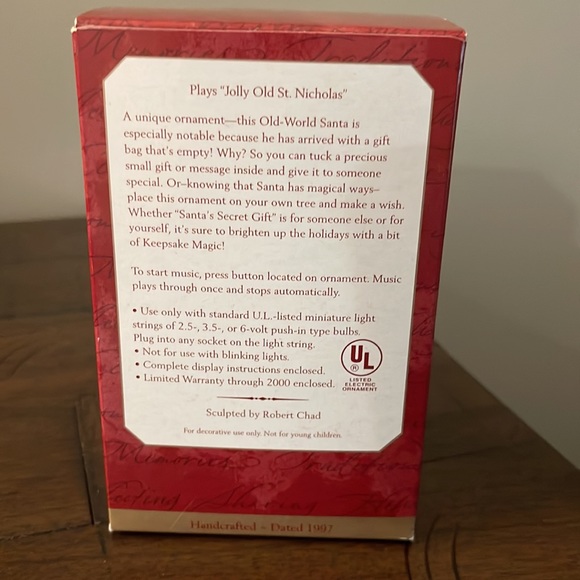 Memories Traditions
Plays "Jolly Old St. Nicholas"
A unique ornament—this Old-World Santa is
especially notable because he has arrived with a gift
bag that's empty! Why? So you can tuck a precious
small gift or message inside and give it to someone
special. Or–knowing that Santa has magical ways–
place this ornament on your own tree and make a wish.
Whether "Santa's Secret Gift" is for someone else or for
yourself, it's sure to brighten up the holidays with a bit
of Keepsake Magic!
To start music, press button located on ornament. Music
plays through once and stops automatically.
• Use only with standard U.L.-listed miniature light
strings of 2.5-, 3.5-, or 6-volt push-in type bulbs.
Plug into any socket on the light string.
• Not for use with blinking lights.
• Complete display instructions enclosed.
• Limited Warranty through 2000 enclosed.
UL ®
LISTED
ELECTRIC
ORNAMENT
Sculpted by Robert Chad
For decorative use only. Not for young children.
Memories Traditions
Sharing
Handcrafted ~ Dated 1997